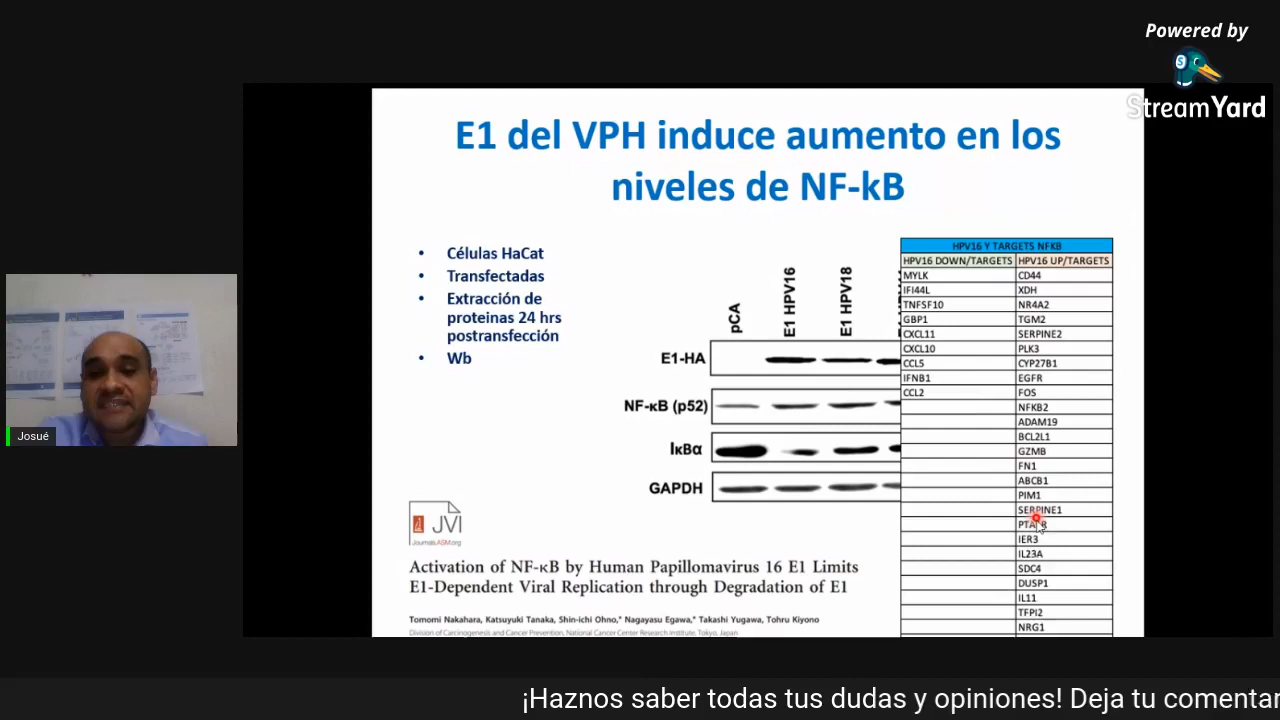 Powered by
StreamYard
E1 del VPH induce aumento en los
niveles de NF-kB
• Células HaCat
• Transfectadas
• Extracción de
proteinas 24 hrs
postransfección
• Wb
pCA
E1 HPV16
E1 HPV18
E1-HA
NF-κB (p52)
IκBα
GAPDH
HPV16 Y TARGETS NFKB
HPV16 DOWN/TARGETS HPV16 UP/TARGETS
MYLK CD44
IFI44L XDH
TNFSF10 NR4A2
GBP1 TGM2
CXCL11 SERPINE2
CXCL10 PLK3
CCL5 CYP27B1
IFNB1 EGFR
CCL2 FOS
NFKB2
ADAM19
BCL2L1
GZMB
FN1
ABCB1
PIM1
SERPINE1
IER3
IL23A
SDC4
DUSP1
IL11
TFPI2
NRG1
JVI
Journals.ASM.org
Activation of NF-κB by Human Papillomavirus 16 E1 Limits
E1-Dependent Viral Replication through Degradation of E1
Tomomi Nakahara, Katsuyuki Tanaka, Shin-ichi Ohno,* Nagayasu Egawa,* Takashi Yugawa, Tohru Kiyono
Division of Carcinogenesis and Cancer Prevention, National Cancer Center Research Institute, Tokyo, Japan
Josué
¡Haznos saber todas tus dudas y opiniones! Deja tu comentar